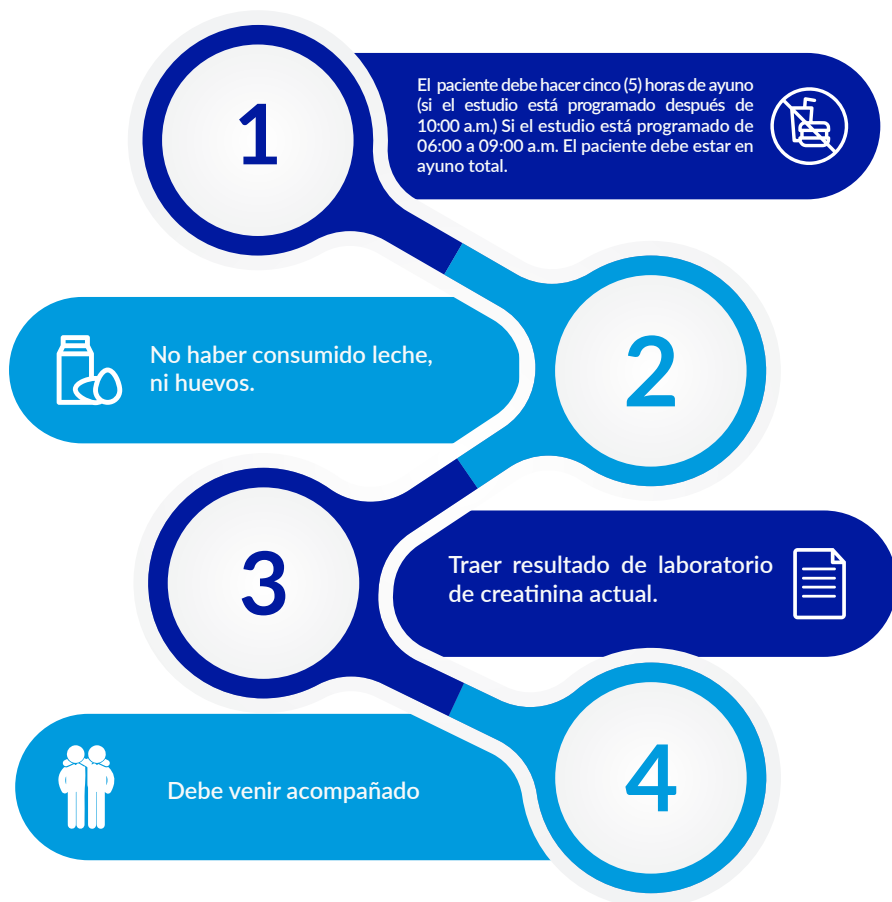 1
El paciente debe hacer cinco (5) horas de ayuno
(si el estudio está programado después de
10:00 a.m.) Si el estudio está programado de
06:00 a 09:00 a.m. El paciente debe estar en
ayuno total.
2
No haber consumido leche,
ni huevos.
3
Traer resultado de laboratorio
de creatinina actual.
4
Debe venir acompañado